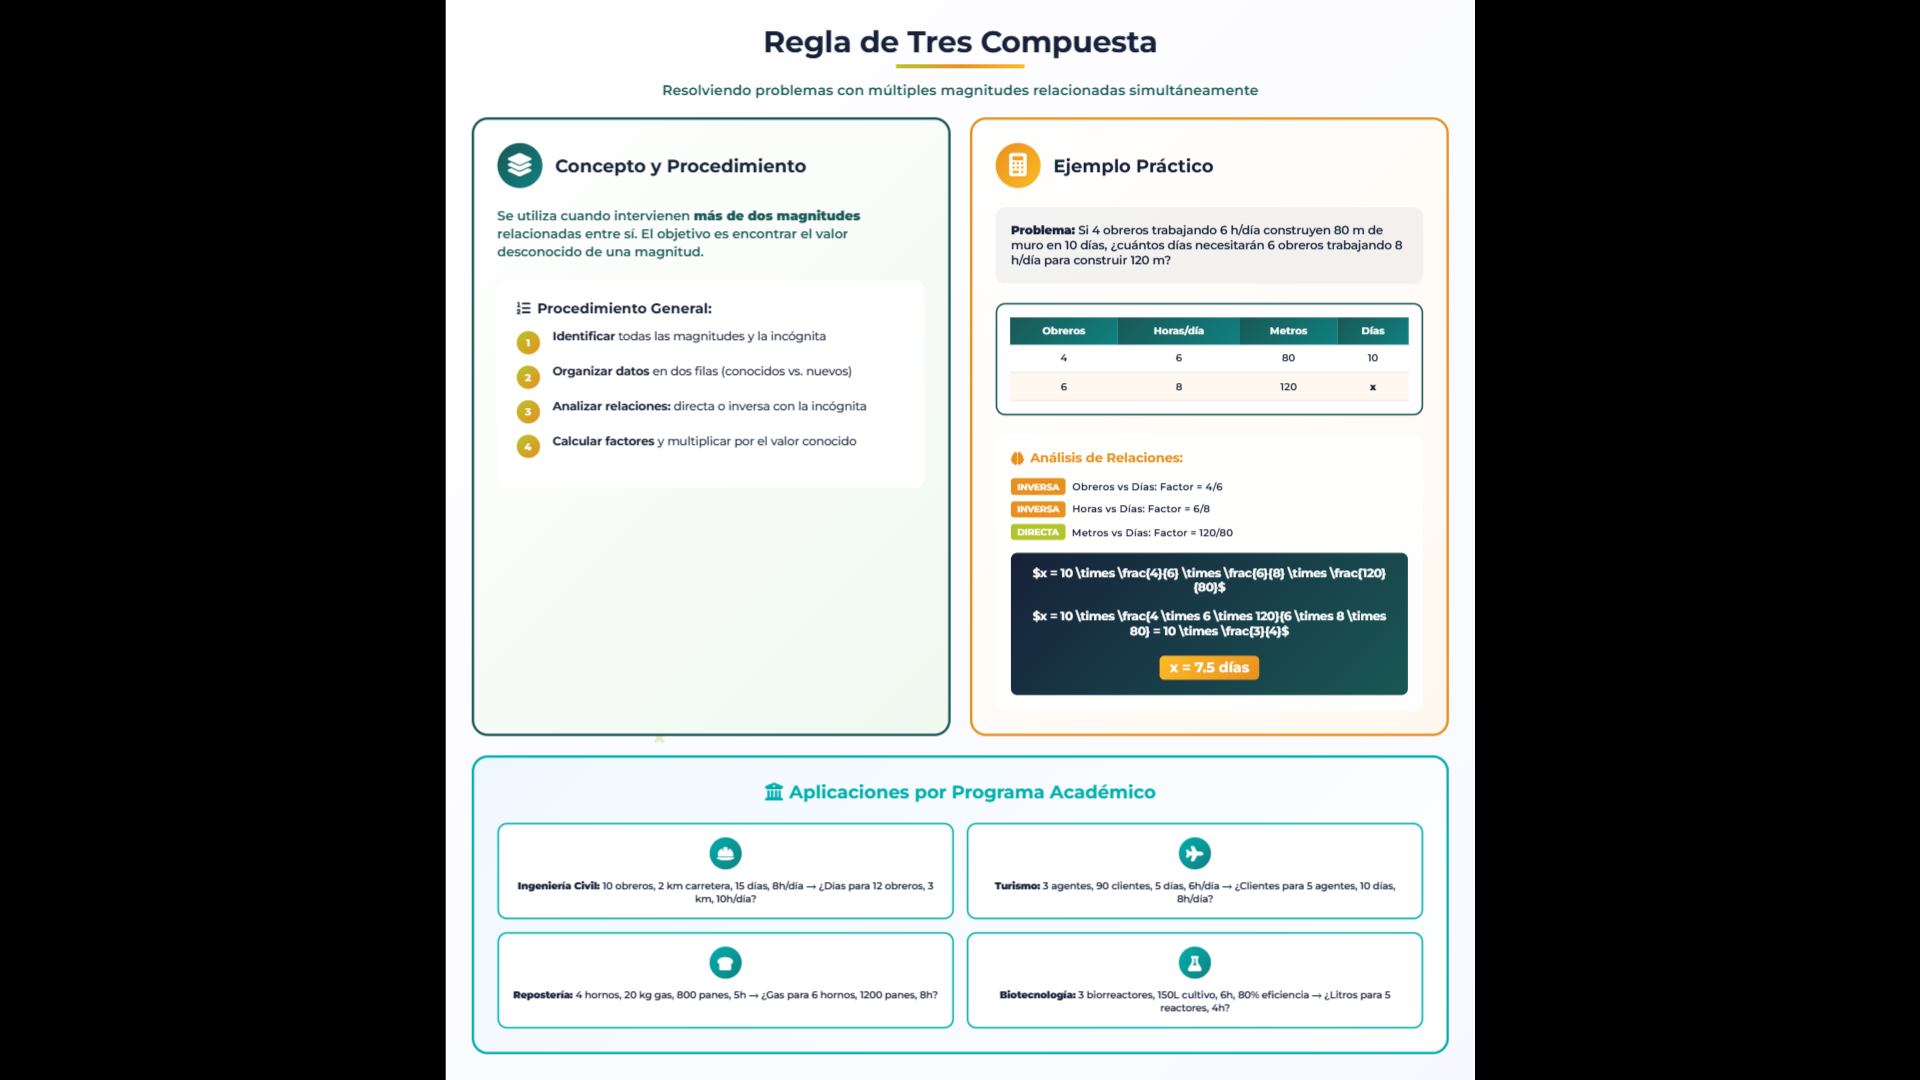 Regla de Tres Compuesta
Resolviendo problemas con múltiples magnitudes relacionadas simultáneamente
Concepto y Procedimiento
Se utiliza cuando intervienen más de dos magnitudes
relacionadas entre sí. El objetivo es encontrar el valor
desconocido de una magnitud.
Procedimiento General:
1 Identificar todas las magnitudes y la incógnita
2 Organizar datos en dos filas (conocidos vs. nuevos)
3 Analizar relaciones: directa o inversa con la incógnita
4 Calcular factores y multiplicar por el valor conocido
Ejemplo Práctico
Problema: Si 4 obreros trabajando 6 h/día construyen 80 m de
muro en 10 días, ¿cuántos días necesitarán 6 obreros trabajando 8
h/día para construir 120 m?
Obreros Horas/día Metros Días
4 6 80 10
6 8 120 x
Análisis de Relaciones:
INVERSA Obreros vs Días: Factor = 4/6
INVERSA Horas vs Días: Factor = 6/8
DIRECTA Metros vs Días: Factor = 120/80
$x = 10 \times \frac{4}{6} \times \frac{6}{8} \times \frac{120}
{80}$
$x = 10 \times \frac{4 \times 6 \times 120}{6 \times 8 \times
80} = 10 \times \frac{3}{4}$
x = 7.5 días
Aplicaciones por Programa Académico
Ingeniería Civil: 10 obreros, 2 km carretera, 15 días, 8h/día → ¿Días para 12 obreros, 3
km, 10h/día?
Turismo: 3 agentes, 90 clientes, 5 días, 6h/día → ¿Clientes para 5 agentes, 10 días,
8h/día?
Repostería: 4 hornos, 20 kg gas, 800 panes, 5h → ¿Gas para 6 hornos, 1200 panes, 8h?
Biotecnología: 3 biorreactores, 150L cultivo, 6h, 80% eficiencia → ¿Litros para 5
reactores, 4h?